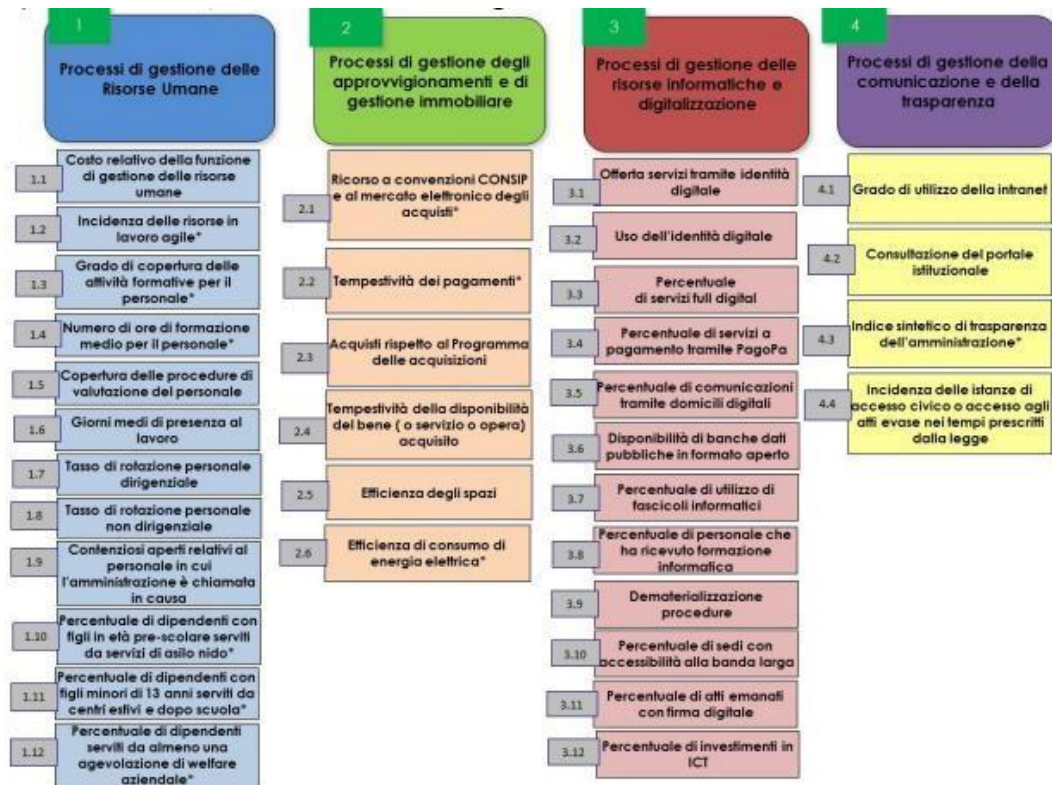 1
Processi di gestione delle
Risorse Umane
1.1
Costo relativo della funzione
di gestione delle risorse
umane
1.2
Incidenza delle risorse in
lavoro agile*
1.3
Grado di copertura delle
attività formative per il
personale*
1.4
Numero di ore di formazione
medio per il personale*
1.5
Copertura delle procedure di
valutazione del personale
1.6
Giorni medi di presenza al
lavoro
1.7
Tasso di rotazione personale
dirigenziale
1.8
Tasso di rotazione personale
non dirigenziale
1.9
Contenziosi aperti relativi al
personale in cui
l'amministrazione è chiamata
in causa
1.10
Percentuale di dipendenti con
figli in età pre-scolare serviti
da servizi di asilo nido*
1.11
Percentuale di dipendenti con
figli minori di 13 anni serviti da
centri estivi e dopo scuola*
1.12
Percentuale di dipendenti
serviti da almeno una
agevolazione di welfare
aziendale*
2
Processi di gestione degli
approvvigionamenti e di
gestione immobiliare
2.1
Ricorso a convenzioni CONSIP
e al mercato elettronico degli
acquisti*
2.2
Tempestività dei pagamenti*
2.3
Acquisti rispetto al Programma
delle acquisizioni
2.4
Tempestività della disponibilità
del bene ( o servizio o opera)
acquisito
2.5
Efficienza degli spazi
2.6
Efficienza di consumo di
energia elettrica*
3
Processi di gestione delle
risorse informatiche e
digitalizzazione
3.1
Offerta servizi tramite identità
digitale
3.2
Uso dell'identità digitale
3.3
Percentuale
di servizi full digital
3.4
Percentuale di servizi a
pagamento tramite PagoPa
3.5
Percentuale di comunicazioni
tramite domicili digitali
3.6
Disponibilità di banche dati
pubbliche in formato aperto
3.7
Percentuale di utilizzo di
fascicoli informatici
3.8
Percentuale di personale che
ha ricevuto formazione
informatica
3.9
Dematerializzazione
procedure
3.10
Percentuale di sedi con
accessibilità alla banda larga
3.11
Percentuale di atti emanati
con firma digitale
3.12
Percentuale di investimenti in
ICT
4
Processi di gestione della
comunicazione e della
trasparenza
4.1
Grado di utilizzo della intranet
4.2
Consultazione del portale
istituzionale
4.3
Indice sintetico di trasparenza
dell'amministrazione*
4.4
Incidenza delle istanze di
accesso civico o accesso agli
atti evase nei tempi prescritti
dalla legge